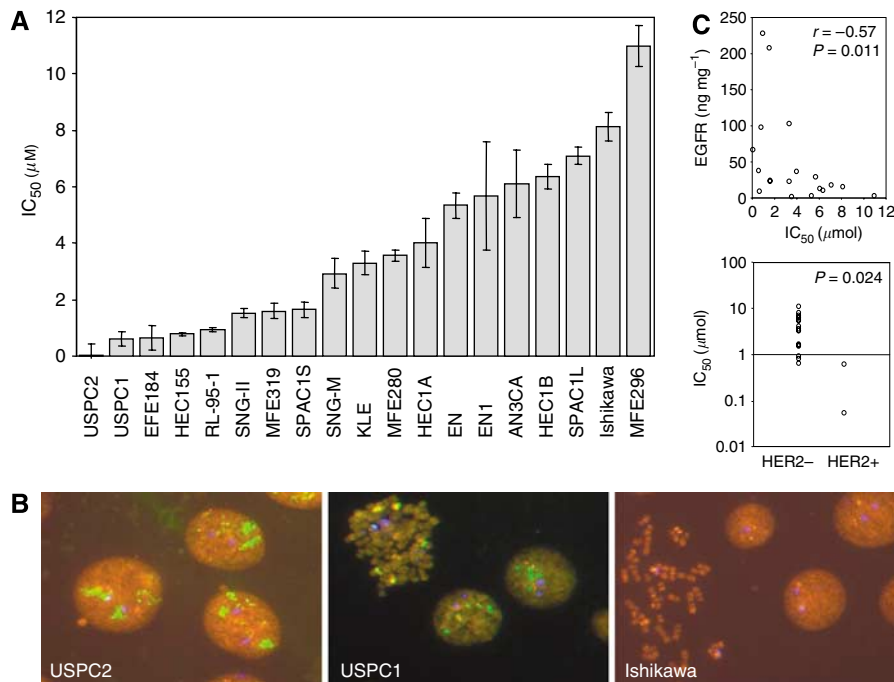 A
IC50 (μM)
12
10
8
6
4
2
0
USPC2
USPC1
EFE184
HEC155
RL-95-1
SNG-II
MFE319
SPAC1S
SNG-M
KLE
MFE280
HEC1A
EN
EN1
AN3CA
HEC1B
SPAC1L
Ishikawa
MFE296
C
EGFR (ng mg⁻¹)
250
200
150
100
50
0
r = −0.57
P = 0.011
0 2 4 6 8 10 12
IC50 (μmol)
IC50 (μmol)
100
10
1
0.1
0.01
P = 0.024
HER2− HER2+
B
USPC2
USPC1
Ishikawa